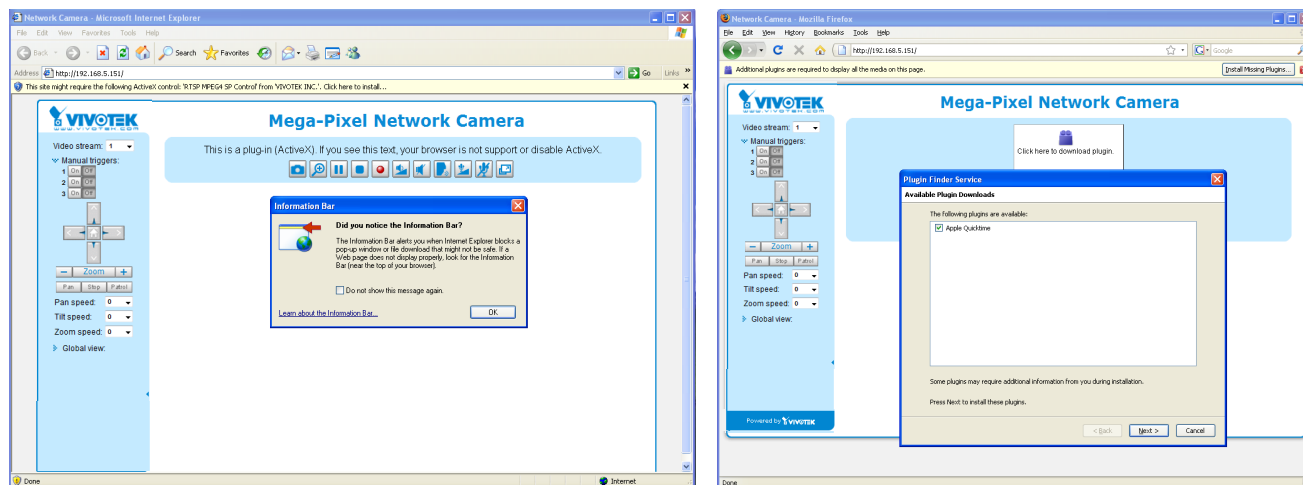 Network Camera - Microsoft Internet Explorer
File Edit View Favorites Tools Help
Back Search Favorites
Address http://192.168.5.151/ Go Links »
This site might require the following ActiveX control: 'RTSP MPEG4 SP Control' from 'VIVOTEK INC.'. Click here to install...
VIVOTEK
WWW.VIVOTEK.COM
Mega-Pixel Network Camera
Video stream: 1
Manual triggers:
1 On Off
2 On Off
3 On Off
Zoom
Pan Stop Patrol
Pan speed: 0
Tilt speed: 0
Zoom speed: 0
Global view:
This is a plug-in (ActiveX). If you see this text, your browser is not support or disable ActiveX.
Information Bar
Did you notice the Information Bar?
The Information Bar alerts you when Internet Explorer blocks a
pop-up window or file download that might not be safe. If a
Web page does not display properly, look for the Information
Bar (near the top of your browser).
Do not show this message again.
Learn about the Information Bar...
OK
Done Internet
Network Camera - Mozilla Firefox
File Edit View History Bookmarks Tools Help
http://192.168.5.151/ Google
Additional plugins are required to display all the media on this page. Install Missing Plugins...
VIVOTEK
WWW.VIVOTEK.COM
Mega-Pixel Network Camera
Video stream: 1
Manual triggers:
1 On Off
2 On Off
3 On Off
Zoom
Pan Stop Patrol
Pan speed: 0
Tilt speed: 0
Zoom speed: 0
Global view:
Powered by VIVOTEK
Click here to download plugin.
Plugin Finder Service
Available Plugin Downloads
The following plugins are available:
Apple Quicktime
Some plugins may require additional information from you during installation.
Press Next to install these plugins.
< Back Next > Cancel
Done